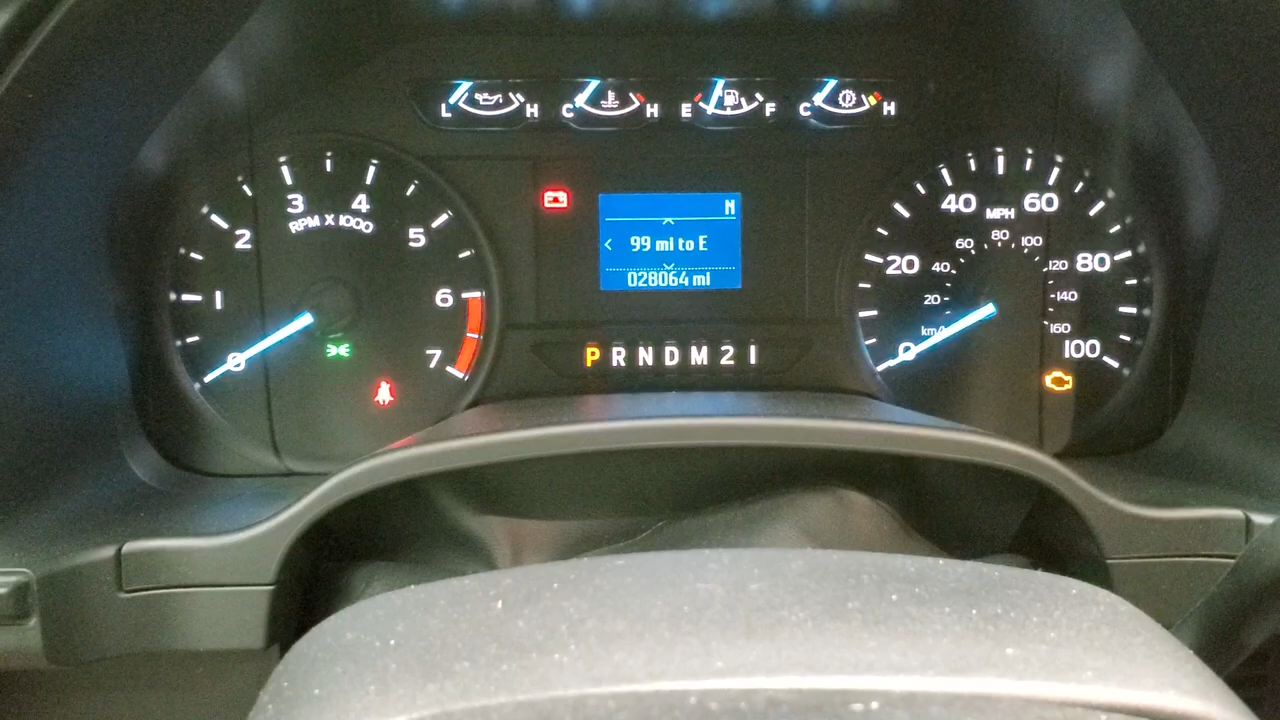 L H C H E F C H
3 4
RPM X 1000
2 5
1 6
0 7
N
99 mi to E
028064 mi
P R N D M 2 1
40 60
MPH
20 80
0 100
60 80 100
40 120
20 140
km/ 160